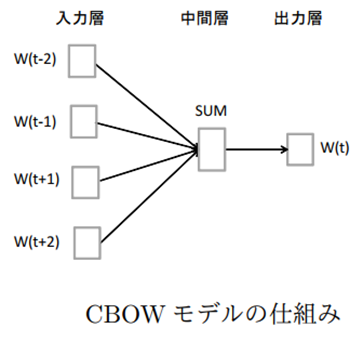 入力層 中間層 出力層
W(t-2)
W(t-1)
SUM
W(t)
W(t+1)
W(t+2)
CBOW モデルの仕組み